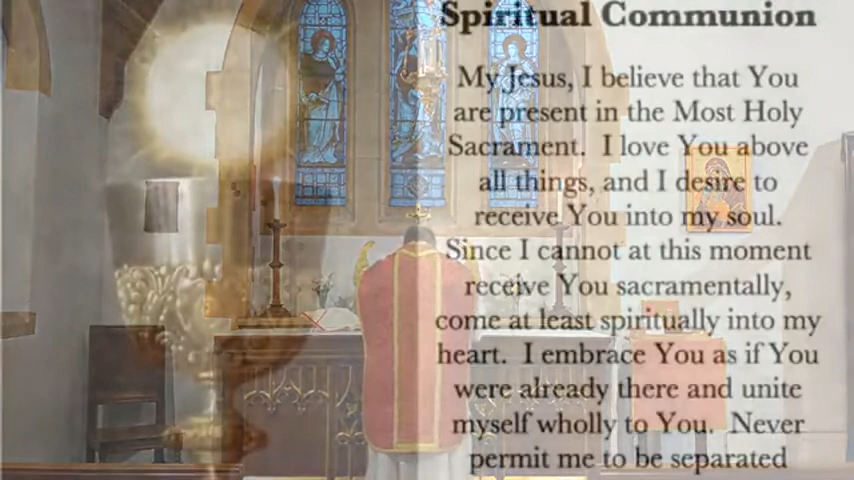 Spiritual Communion
My Jesus, I believe that You
are present in the Most Holy
Sacrament. I love You above
all things, and I desire to
receive You into my soul.
Since I cannot at this moment
receive You sacramentally,
come at least spiritually into my
heart. I embrace You as if You
were already there and unite
myself wholly to You. Never
permit me to be separated